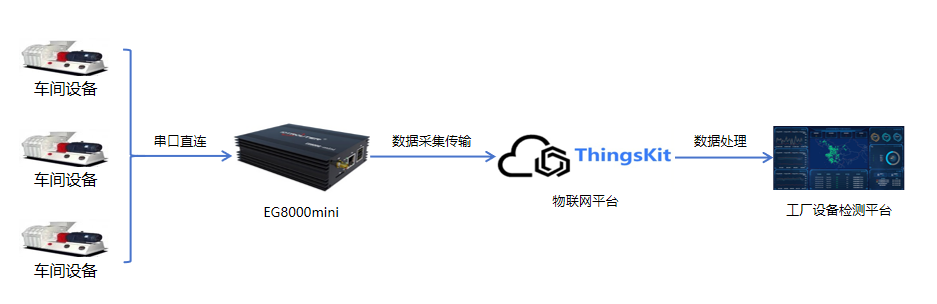 车间设备
车间设备
车间设备
串口直连
EG8000mini
数据采集传输
ThingsKit
物联网平台
数据处理
工厂设备检测平台